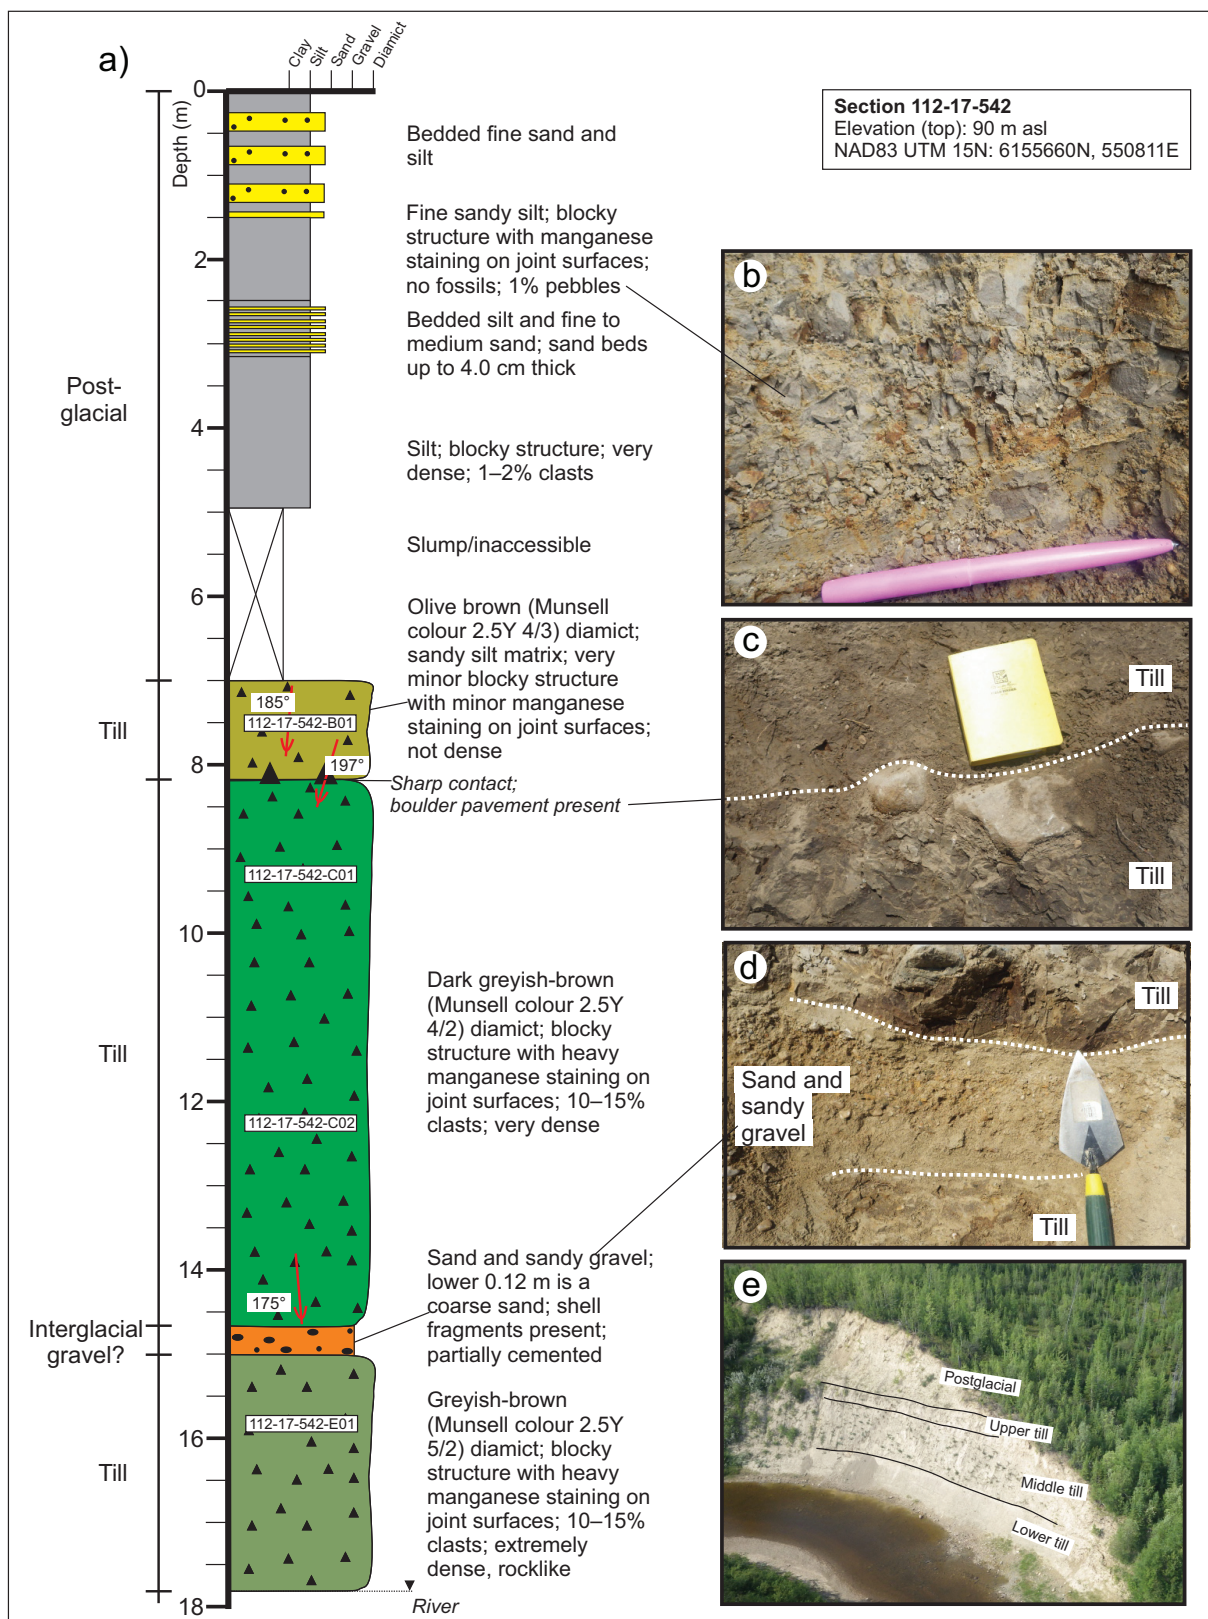 a)
Clay
Silt
Sand
Gravel
Diamict
Depth (m)
0
2
4
6
8
10
12
14
16
18
Post-
glacial
Till
Till
Interglacial
gravel?
Till
Bedded fine sand and
silt
Fine sandy silt; blocky
structure with manganese
staining on joint surfaces;
no fossils; 1% pebbles
Bedded silt and fine to
medium sand; sand beds
up to 4.0 cm thick
Silt; blocky structure; very
dense; 1–2% clasts
Slump/inaccessible
Olive brown (Munsell
colour 2.5Y 4/3) diamict;
sandy silt matrix; very
minor blocky structure
with minor manganese
staining on joint surfaces;
not dense
185°
112-17-542-B01
197°
Sharp contact;
boulder pavement present
112-17-542-C01
Dark greyish-brown
(Munsell colour 2.5Y
4/2) diamict; blocky
structure with heavy
manganese staining on
joint surfaces; 10–15%
clasts; very dense
112-17-542-C02
175°
Sand and sandy gravel;
lower 0.12 m is a
coarse sand; shell
fragments present;
partially cemented
112-17-542-E01
Greyish-brown
(Munsell colour 2.5Y
5/2) diamict; blocky
structure with heavy
manganese staining on
joint surfaces; 10–15%
clasts; extremely
dense, rocklike
River
Section 112-17-542
Elevation (top): 90 m asl
NAD83 UTM 15N: 6155660N, 550811E
b
c
Till
Till
d
Till
Sand and
sandy
gravel
Till
e
Postglacial
Upper till
Middle till
Lower till